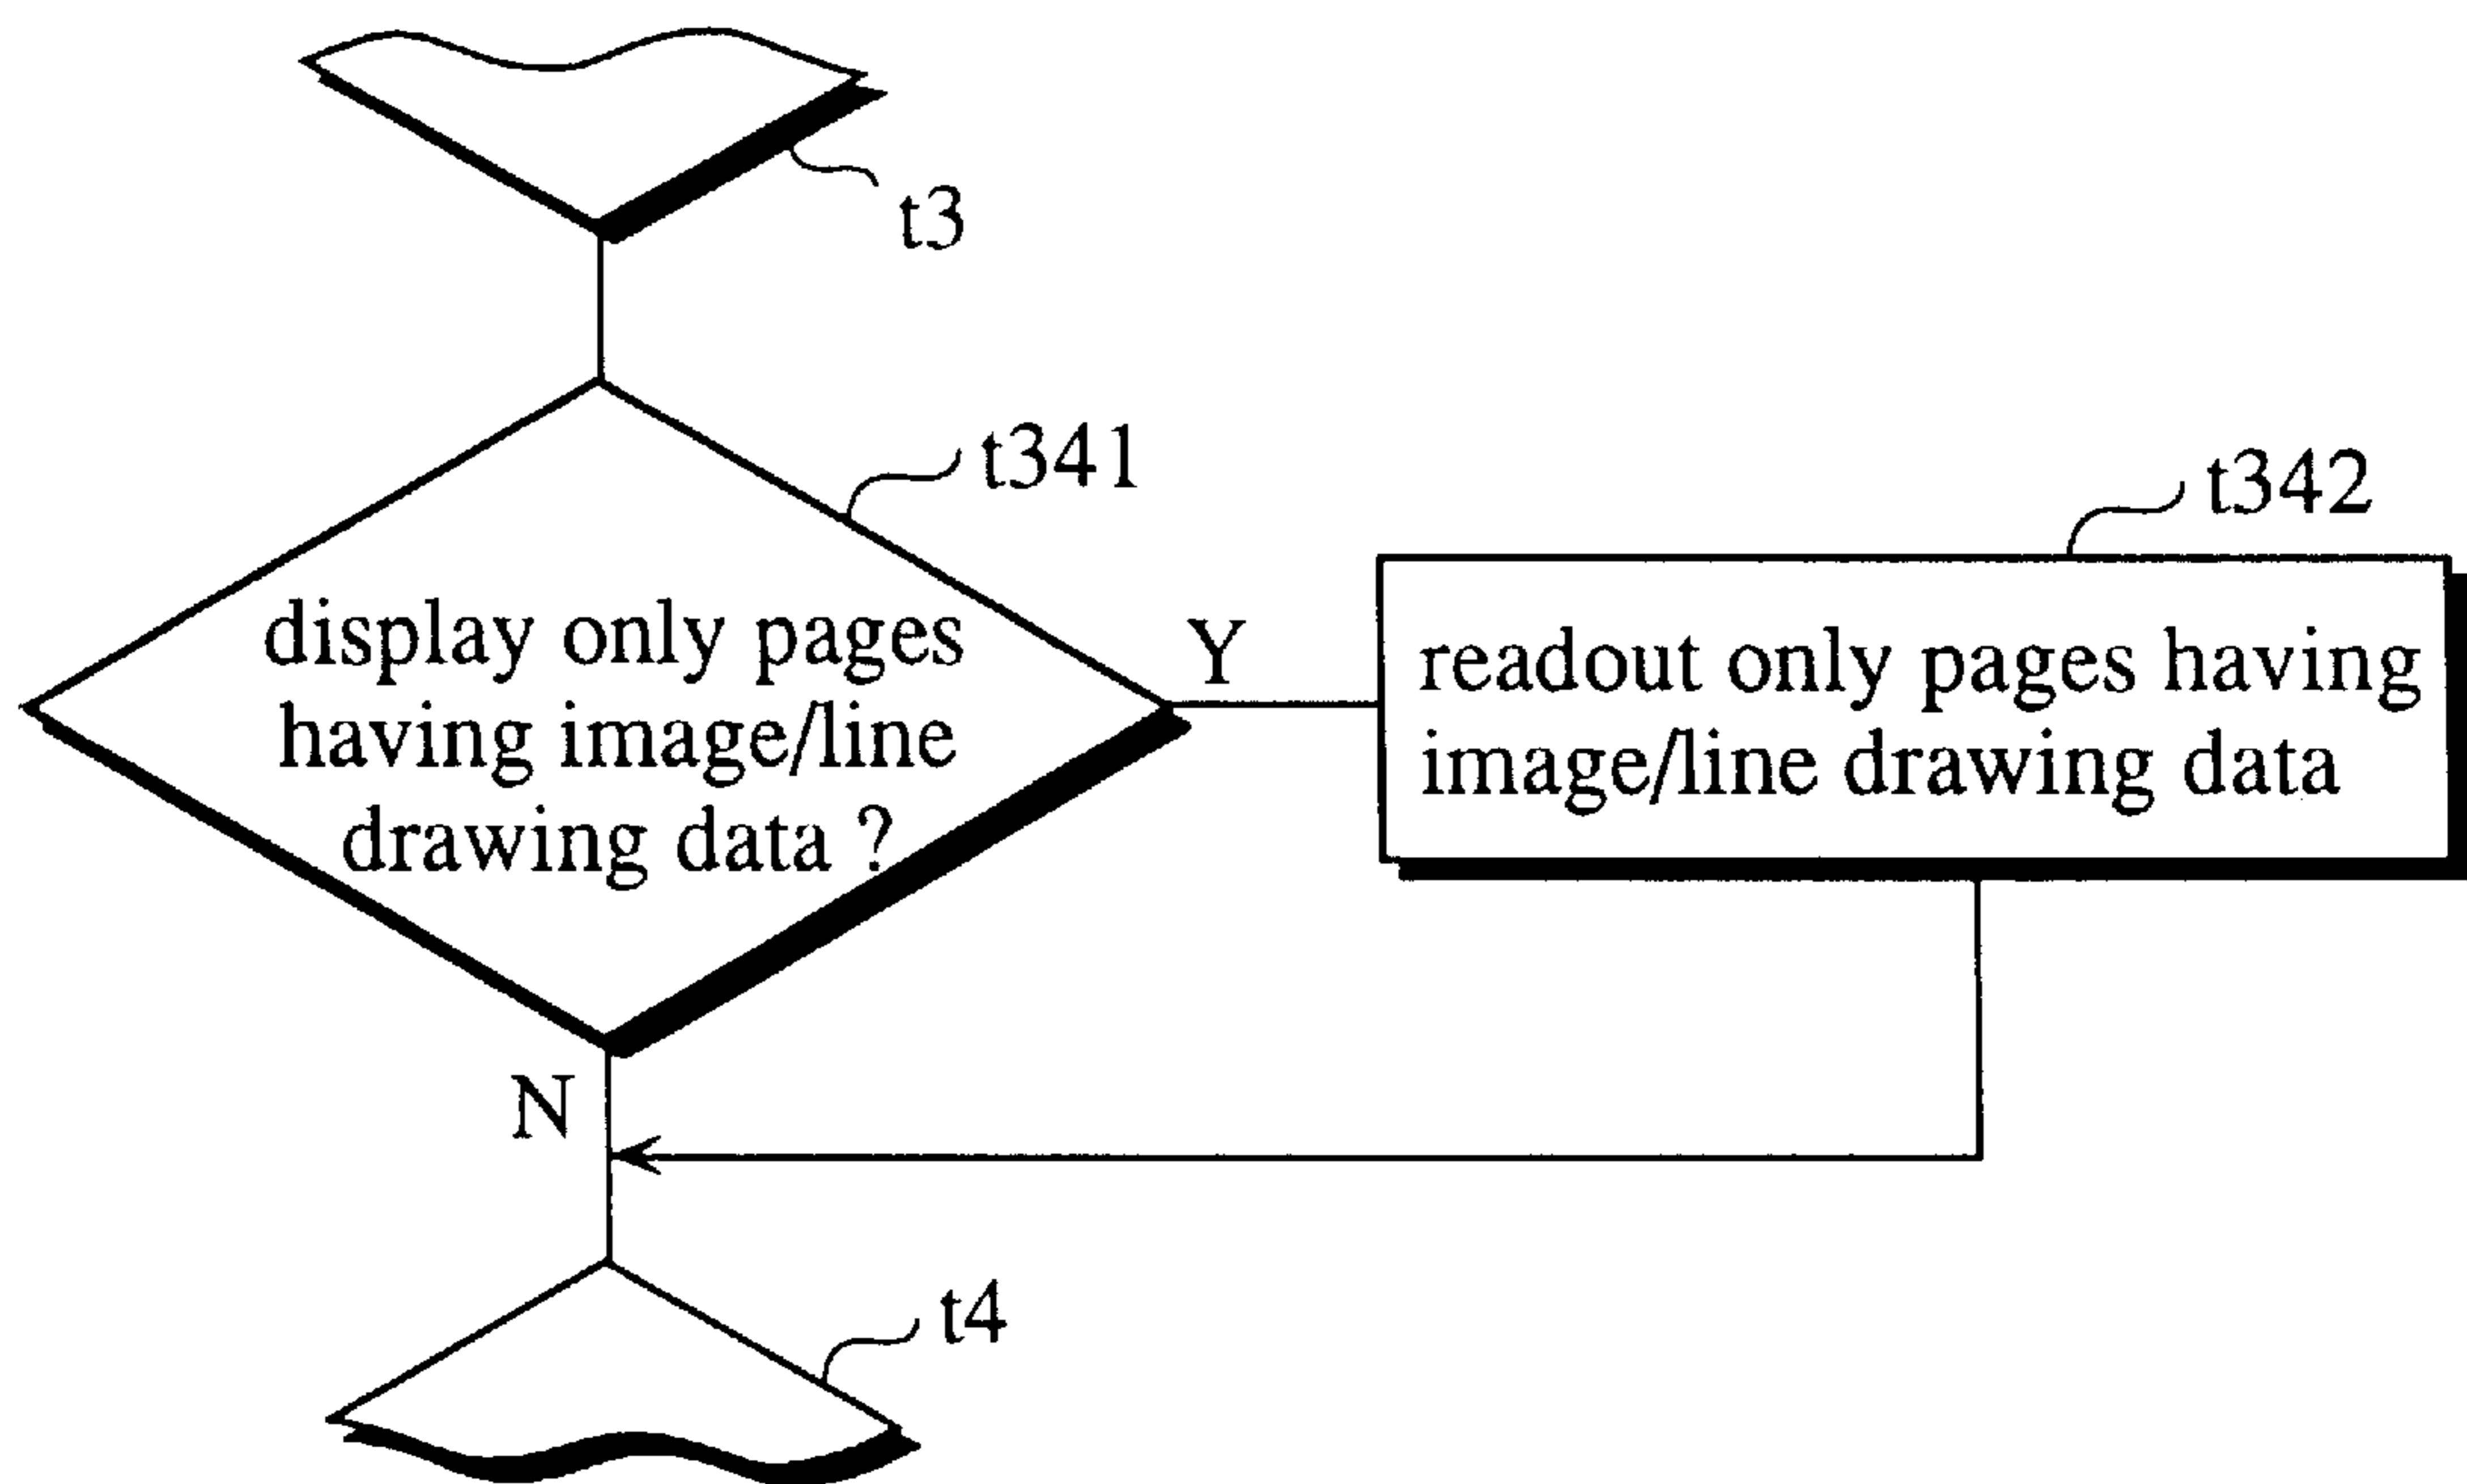 t3
t341
display only pages
having image/line
drawing data ?
Y
t342
readout only pages having
image/line drawing data
N
t4